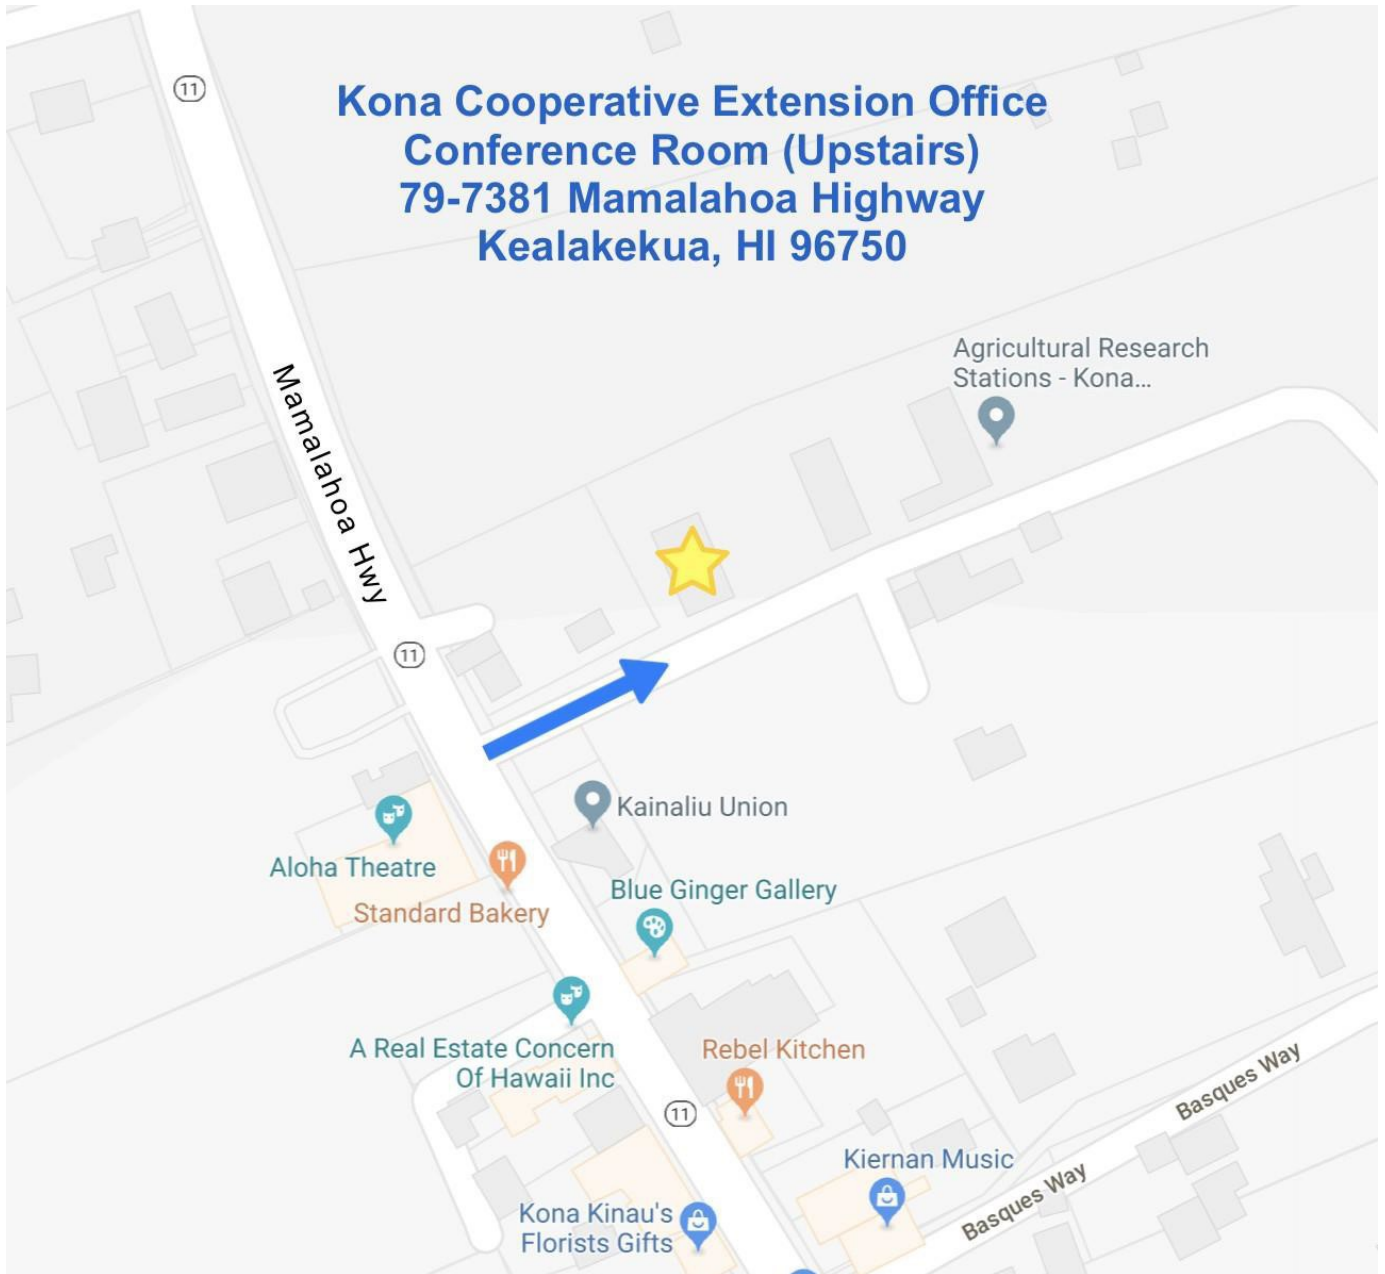 11
Kona Cooperative Extension Office
Conference Room (Upstairs)
79-7381 Mamalahoa Highway
Kealakekua, HI 96750
Agricultural Research
Stations - Kona...
Mamalahoa Hwy
11
Kainaliu Union
Aloha Theatre
Standard Bakery
Blue Ginger Gallery
A Real Estate Concern
Of Hawaii Inc
Rebel Kitchen
11
Basques Way
Kiernan Music
Basques Way
Kona Kinau's
Florists Gifts